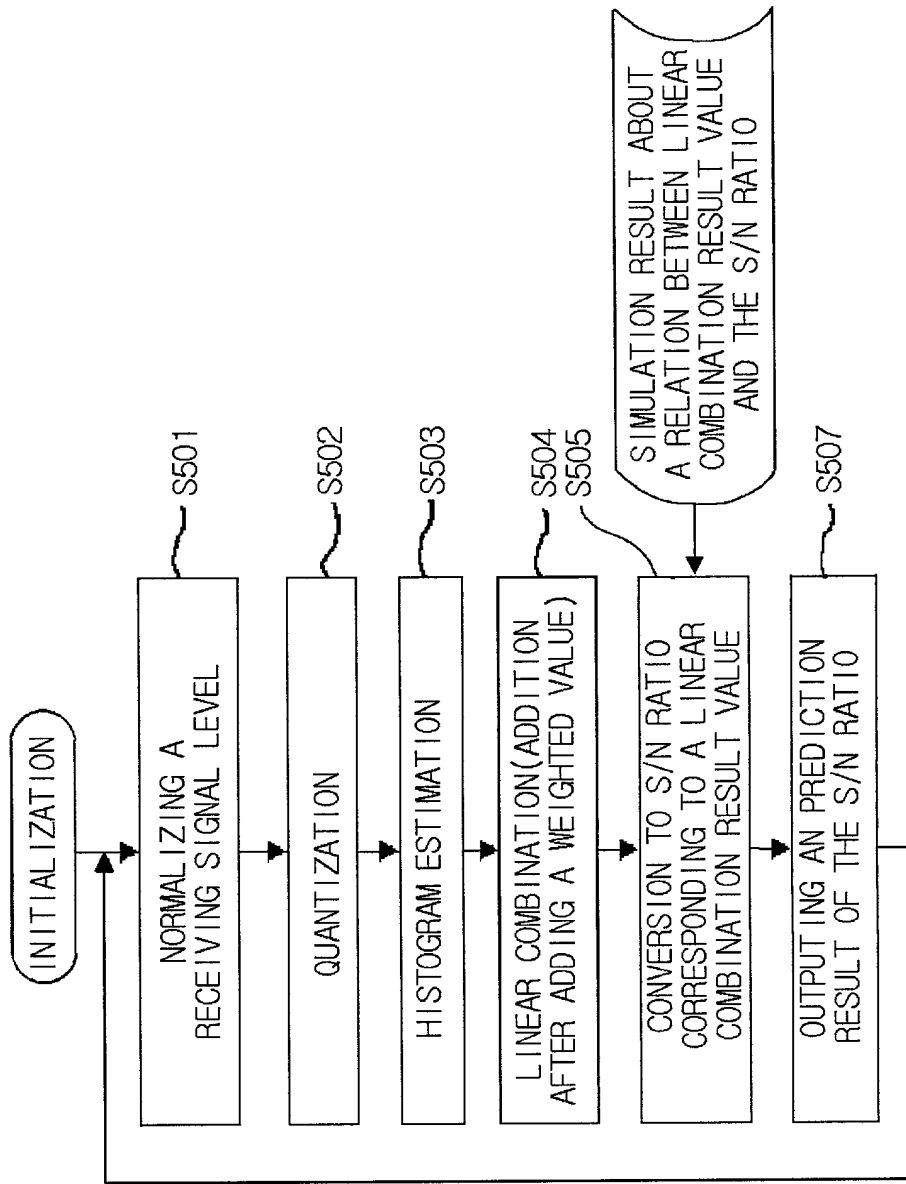 INITIALIZATION
NORMALIZING A
RECEIVING SIGNAL LEVEL
S501
QUANTIZATION
S502
HISTOGRAM ESTIMATION
S503
LINEAR COMBINATION(ADDITION
AFTER ADDING A WEIGHTED VALUE)
S504
S505
CONVERSION TO S/N RATIO
CORRESPONDING TO A LINEAR
COMBINATION RESULT VALUE
SIMULATION RESULT ABOUT
A RELATION BETWEEN LINEAR
COMBINATION RESULT VALUE
AND THE S/N RATIO
OUTPUTING AN PREDICTION
RESULT OF THE S/N RATIO
S507